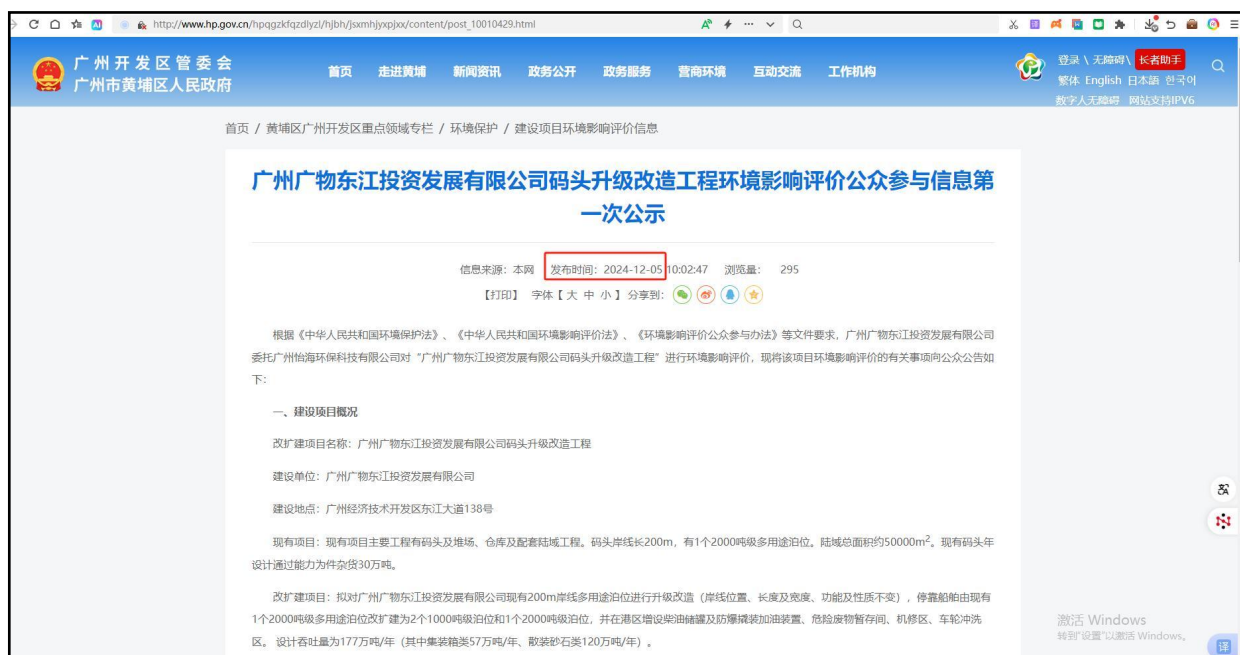 http://www.hp.gov.cn/hpqgzkfqzdlyzl/hjbh/jsxmhjyxpjxx/content/post_10010429.html
广州开发区管委会
广州市黄埔区人民政府
首页 走进黄埔 新闻资讯 政务公开 政务服务 营商环境 互动交流 工作机构
登录 \ 无障碍\ 长者助手
繁体 English 日本語 한국어
数字人无障碍 网站支持IPV6
首页 / 黄埔区广州开发区重点领域专栏 / 环境保护 / 建设项目环境影响评价信息
广州广物东江投资发展有限公司码头升级改造工程环境影响评价公众参与信息第
一次公示
信息来源：本网 发布时间：2024-12-05 10:02:47 浏览量： 295
【打印】 字体【 大 中 小 】 分享到：
根据《中华人民共和国环境保护法》、《中华人民共和国环境影响评价法》、《环境影响评价公众参与办法》等文件要求，广州广物东江投资发展有限公司
委托广州怡海环保科技有限公司对“广州广物东江投资发展有限公司码头升级改造工程”进行环境影响评价，现将该项目环境影响评价的有关事项向公众公告如
下：
一、建设项目概况
改扩建项目名称：广州广物东江投资发展有限公司码头升级改造工程
建设单位：广州广物东江投资发展有限公司
建设地点：广州经济技术开发区东江大道138号
现有项目：现有项目主要工程有码头及堆场、仓库及配套陆域工程。码头岸线长200m，有1个2000吨级多用途泊位。陆域总面积约50000m²。现有码头年
设计通过能力为件杂货30万吨。
改扩建项目：拟对广州广物东江投资发展有限公司现有200m岸线多用途泊位进行升级改造（岸线位置、长度及宽度、功能及性质不变），停靠船舶由现有
1个2000吨级多用途泊位改扩建为2个1000吨级泊位和1个2000吨级泊位，并在港区增设柴油储罐及防爆撬装加油装置、危险废物暂存间、机修区、车轮冲洗
区。 设计吞吐量为177万吨/年（其中集装箱类57万吨/年、散装砂石类120万吨/年）。
激活 Windows
转到“设置”以激活 Windows。
译